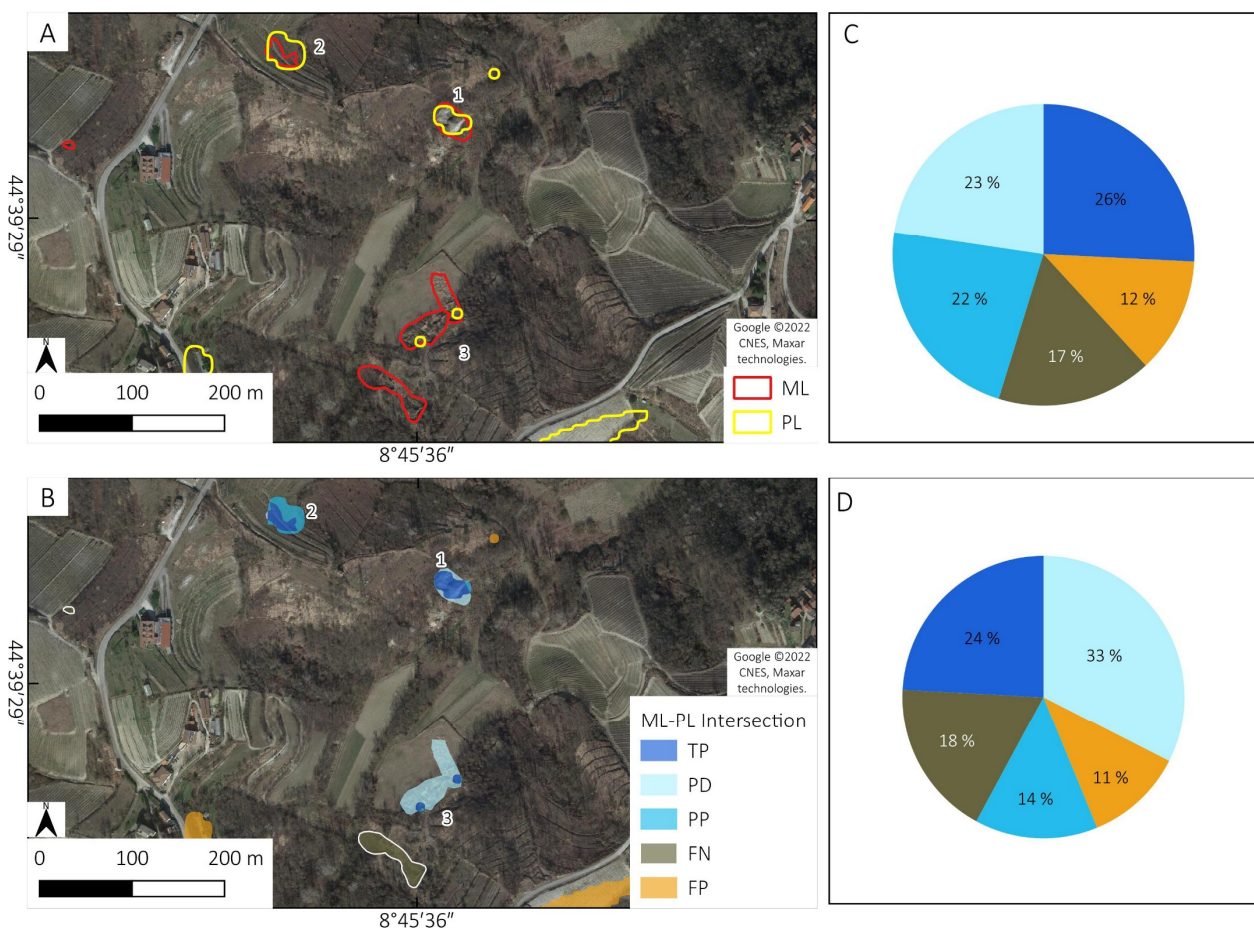 A
2
1
3
44°39'29"
N
0 100 200 m
Google ©2022
CNES, Maxar
technologies.
ML
PL
8°45'36"
C
23 %
26%
22 %
12 %
17 %
B
2
1
3
44°39'29"
N
0 100 200 m
Google ©2022
CNES, Maxar
technologies.
ML-PL Intersection
TP
PD
PP
FN
FP
8°45'36"
D
24 %
33 %
18 %
11 %
14 %